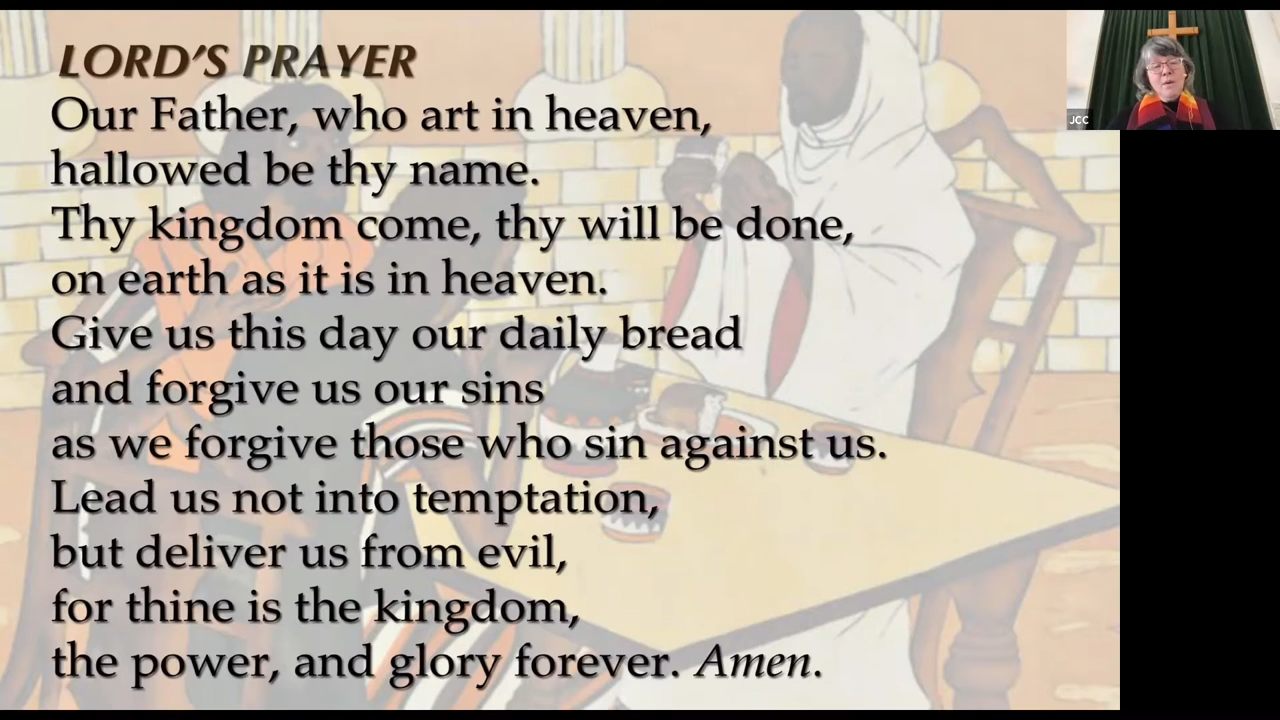 LORD'S PRAYER
Our Father, who art in heaven,
hallowed be thy name.
Thy kingdom come, thy will be done,
on earth as it is in heaven.
Give us this day our daily bread
and forgive us our sins
as we forgive those who sin against us.
Lead us not into temptation,
but deliver us from evil,
for thine is the kingdom,
the power, and glory forever. Amen.
JCC